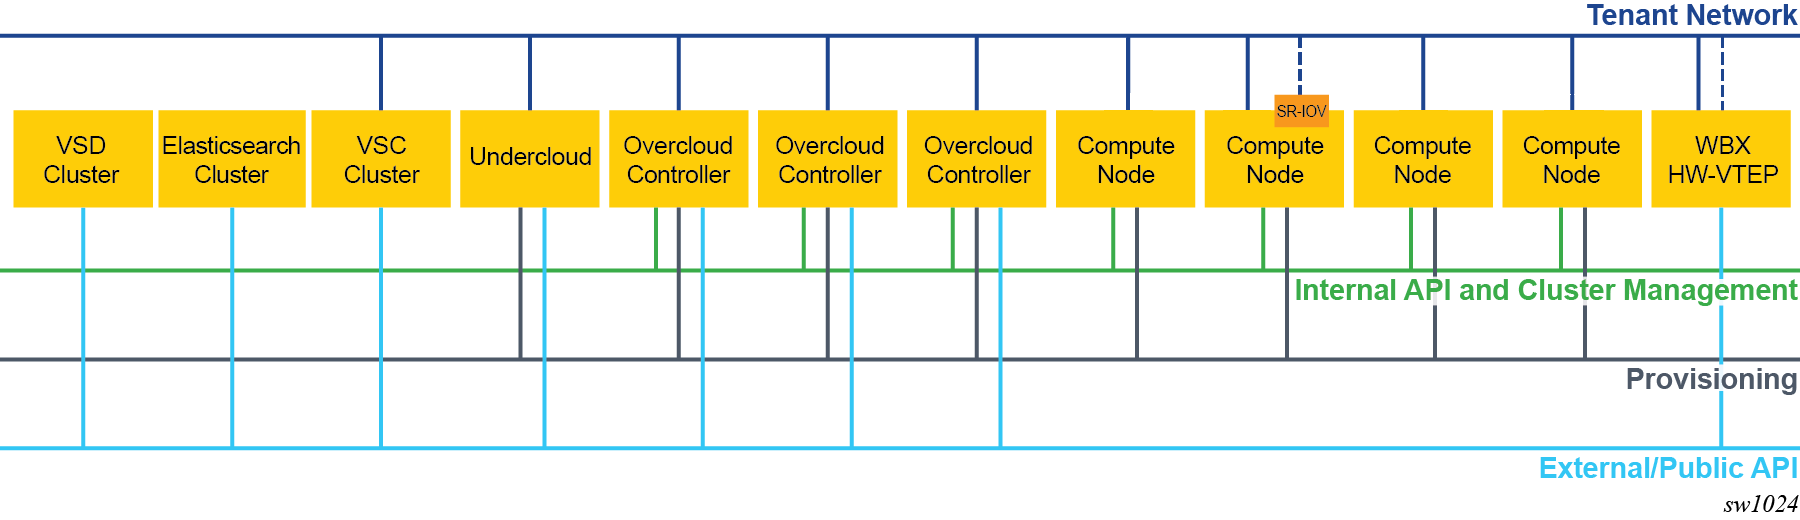 Tenant Network
SR-IOV
VSD
Cluster
Elasticsearch
Cluster
VSC
Cluster
Undercloud
Overcloud
Controller
Overcloud
Controller
Overcloud
Controller
Compute
Node
Compute
Node
Compute
Node
Compute
Node
WBX
HW-VTEP
Internal API and Cluster Management
Provisioning
External/Public API
sw1024